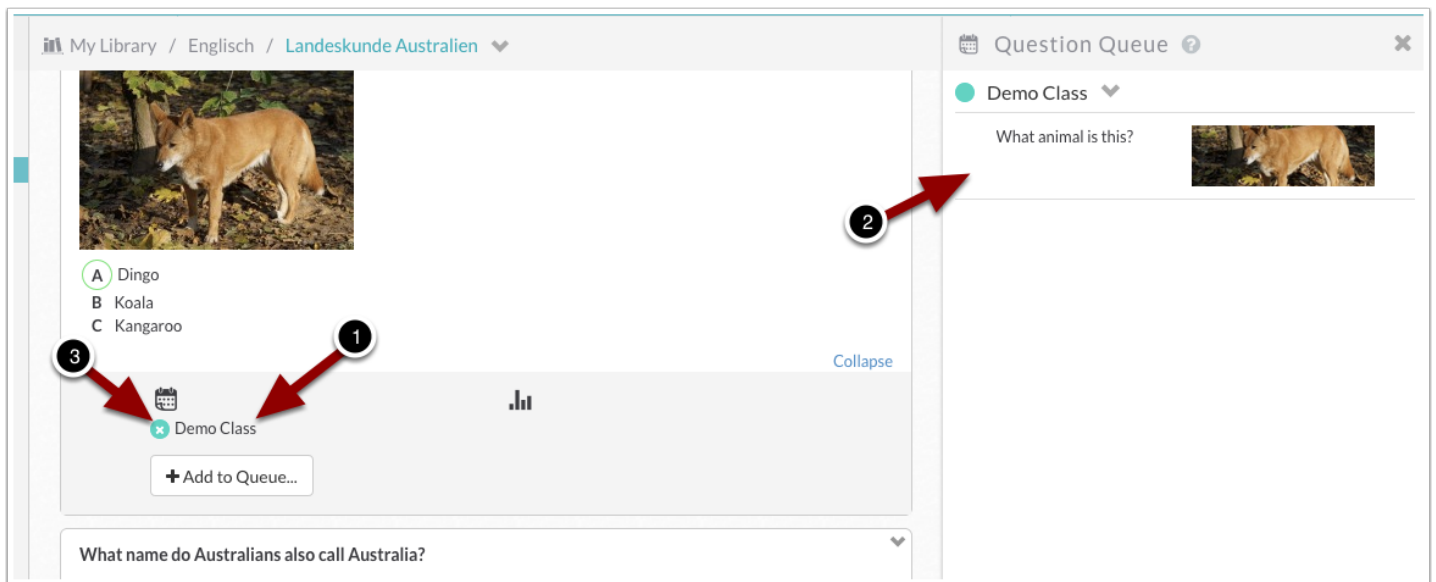 My Library / Englisch / Landeskunde Australien
A Dingo
B Koala
C Kangaroo
3
1
Collapse
Demo Class
+ Add to Queue...
What name do Australians also call Australia?
Question Queue ?
Demo Class
What animal is this?
2